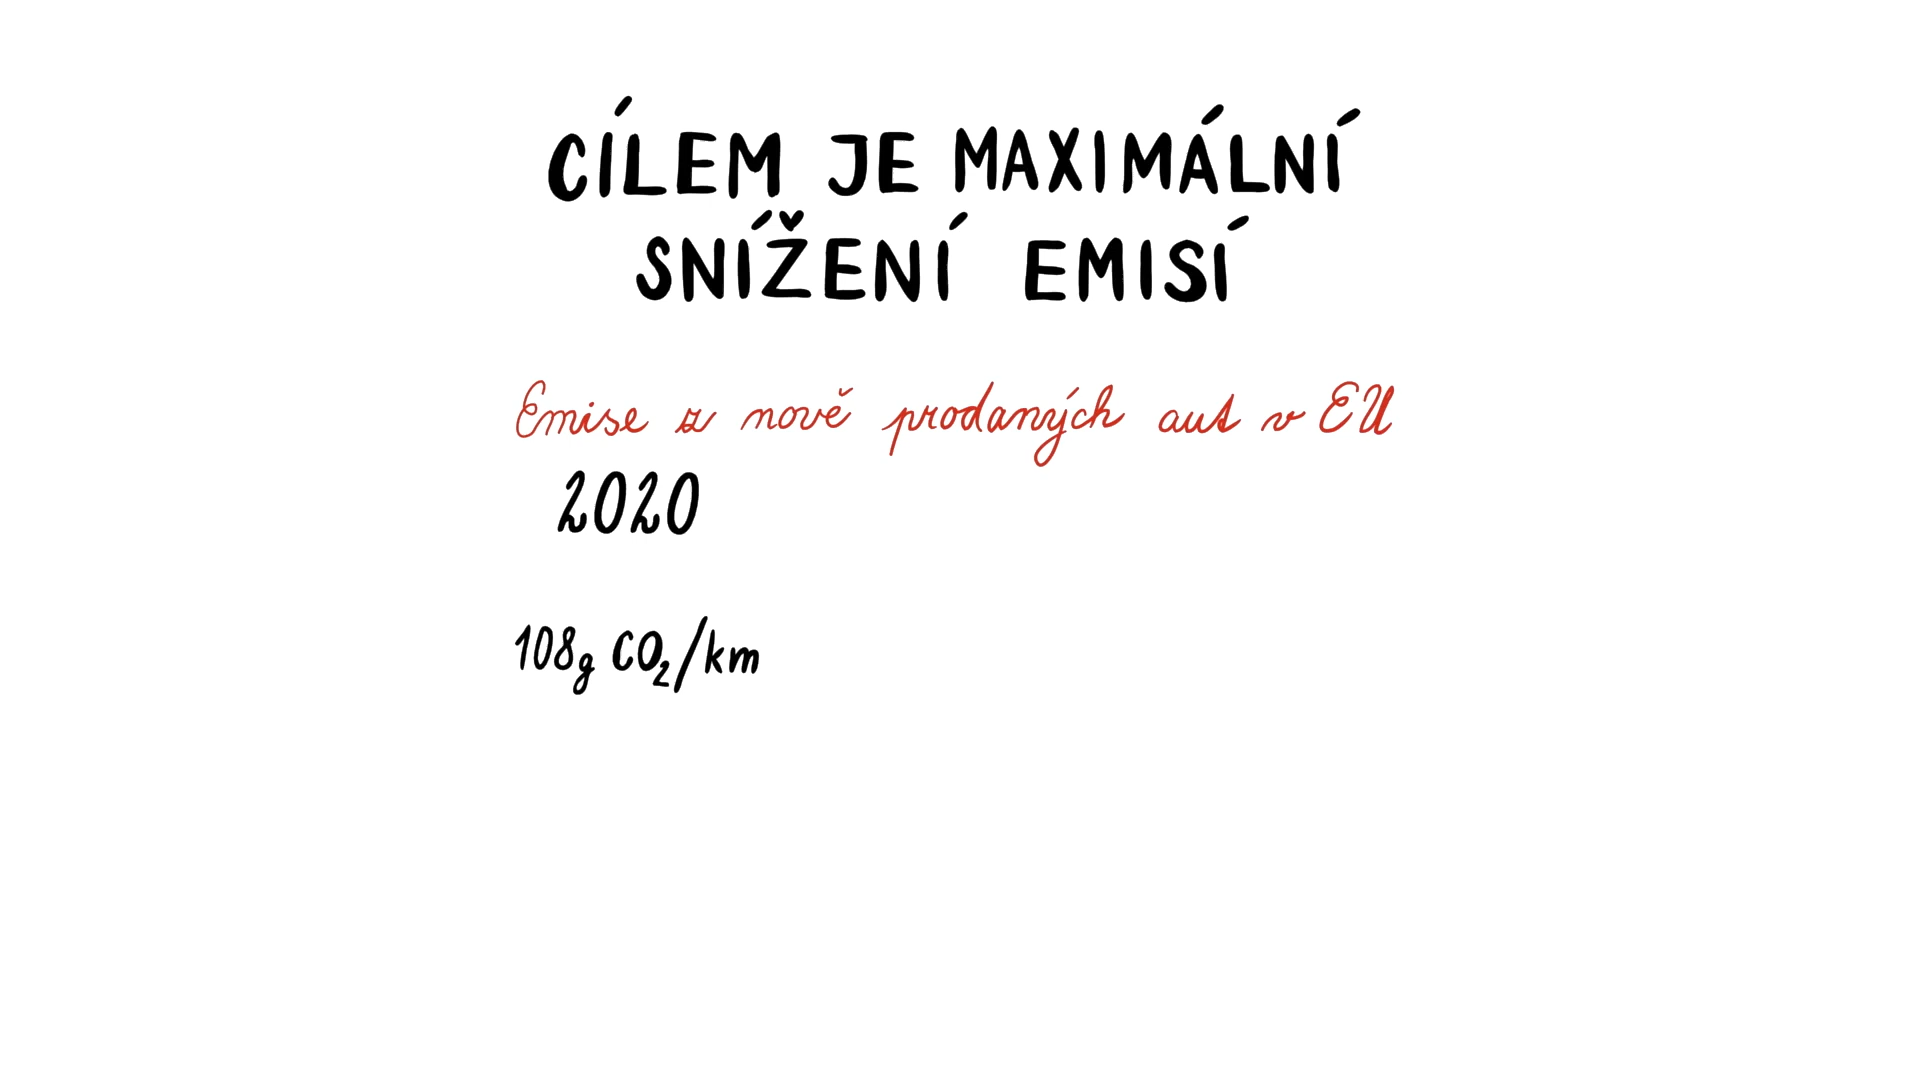 CÍLEM JE MAXIMÁLNÍ
SNÍŽENÍ EMISÍ
Emise z nově prodaných aut v EU
2020
108g CO₂/km